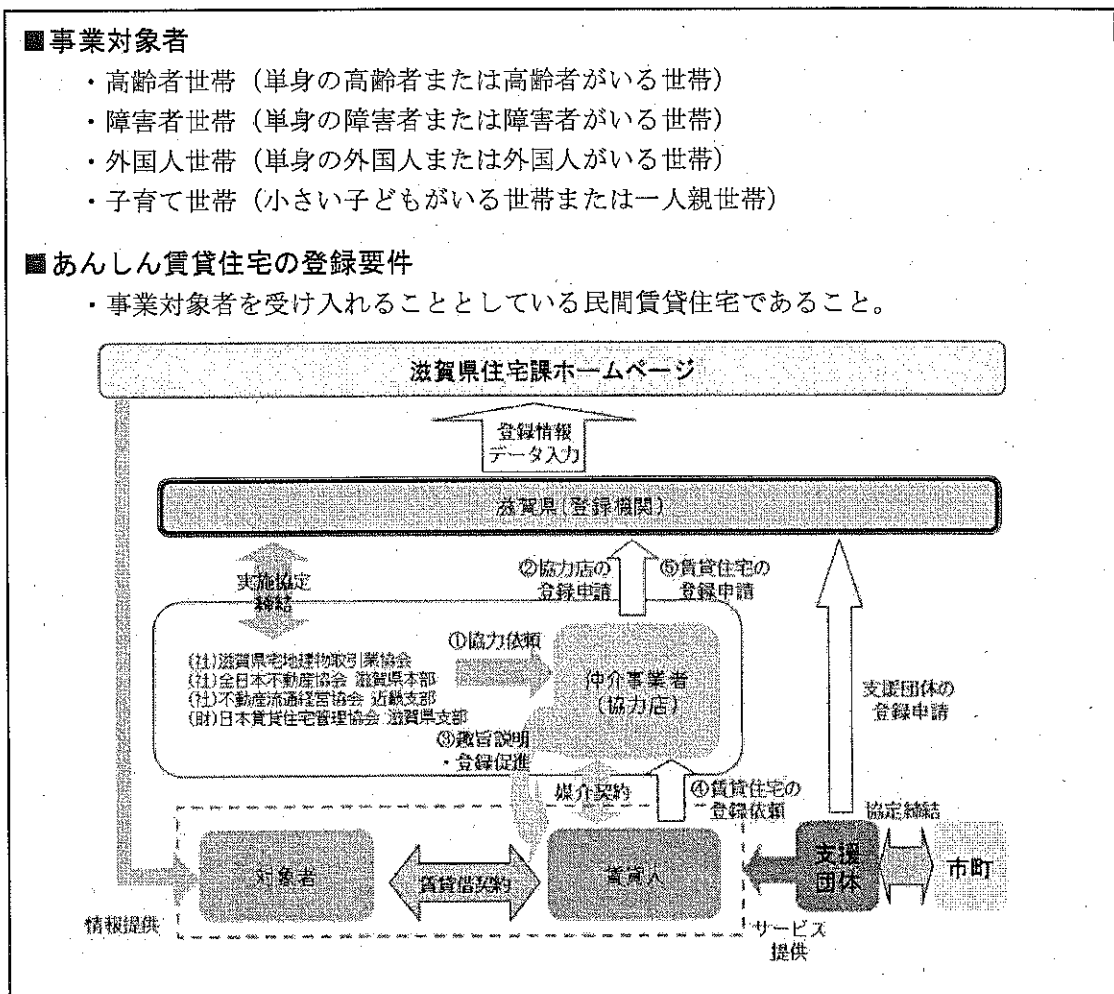 ■事業対象者
・高齢者世帯（単身の高齢者または高齢者がいる世帯）
・障害者世帯（単身の障害者または障害者がいる世帯）
・外国人世帯（単身の外国人または外国人がいる世帯）
・子育て世帯（小さい子どもがいる世帯または一人親世帯）
■あんしん賃貸住宅の登録要件
・事業対象者を受け入れることとしている民間賃貸住宅であること。
滋賀県住宅課ホームページ
登録情報
データ入力
滋賀県(登録機関)
実施協定
締結
②協力店の
登録申請
⑤賃貸住宅の
登録申請
(社)滋賀県宅地建物取引業協会
(社)全日本不動産協会 滋賀県本部
(社)不動産流通経営協会 近畿支部
(財)日本賃貸住宅管理協会 滋賀県支部
①協力依頼
仲介事業者
(協力店)
支援団体の
登録申請
③趣旨説明
・登録促進
媒介契約
④賃貸住宅の
登録依頼
対象者
賃貸借契約
賃貸人
支援
団体
協定締結
市町
情報提供
サービス
提供